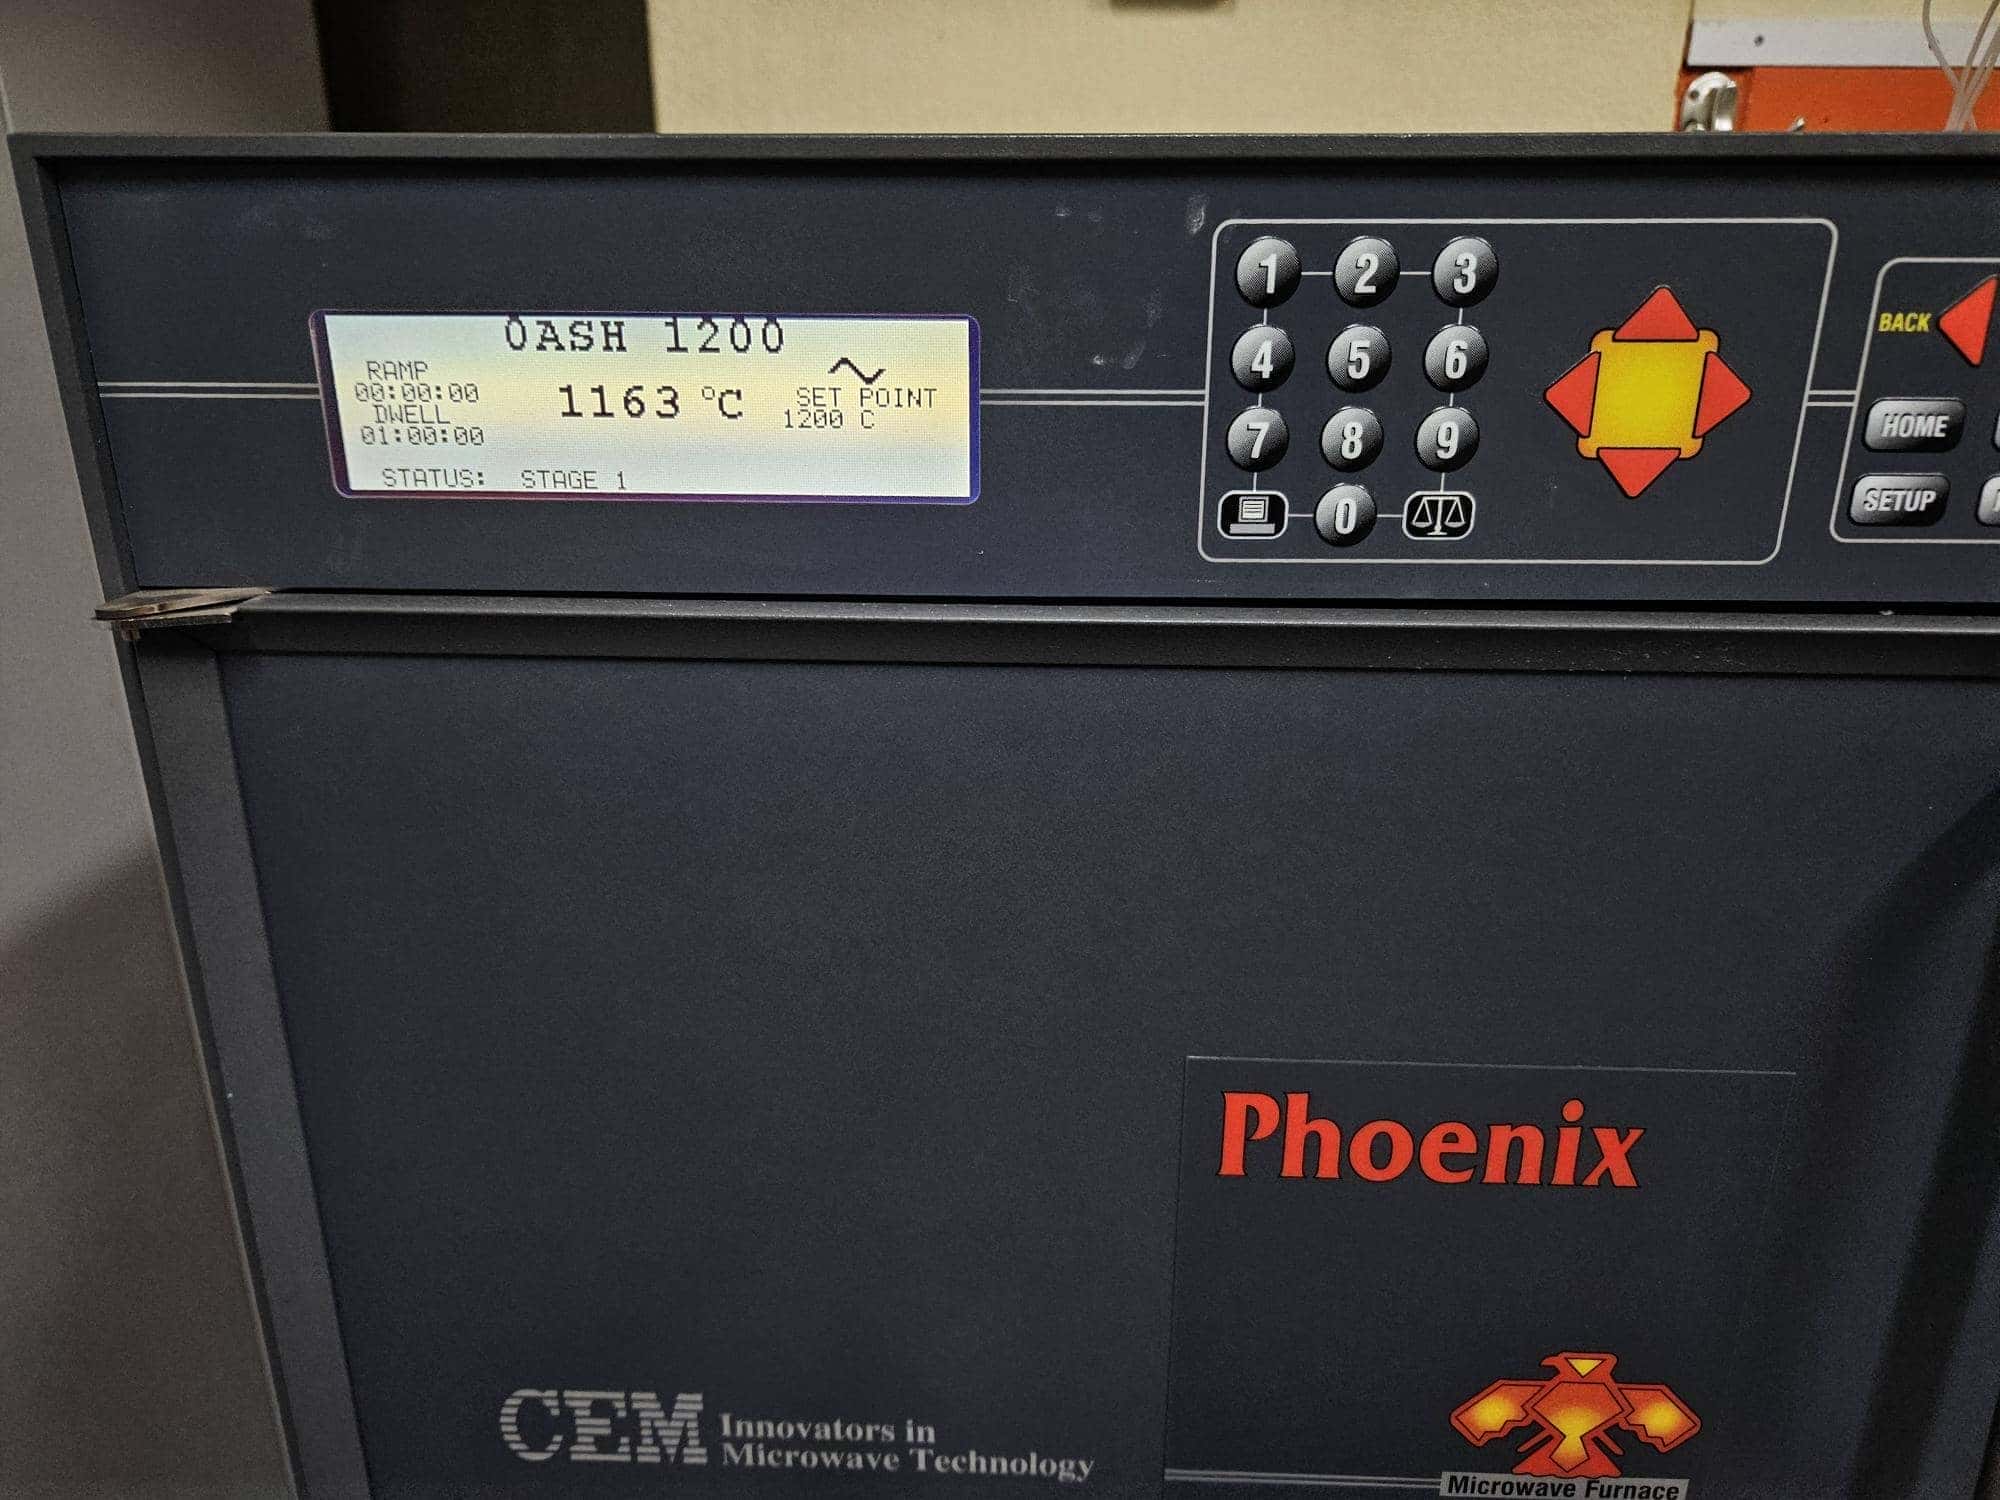 0ASH 1200
RAMP
00:00:00
DWELL
01:00:00
1163 °C
SET POINT
1200 C
STATUS: STAGE 1
1 2 3
4 5 6
7 8 9
0
BACK
HOME
SETUP
Phoenix
CEM Innovators in
Microwave Technology
Microwave Furnace